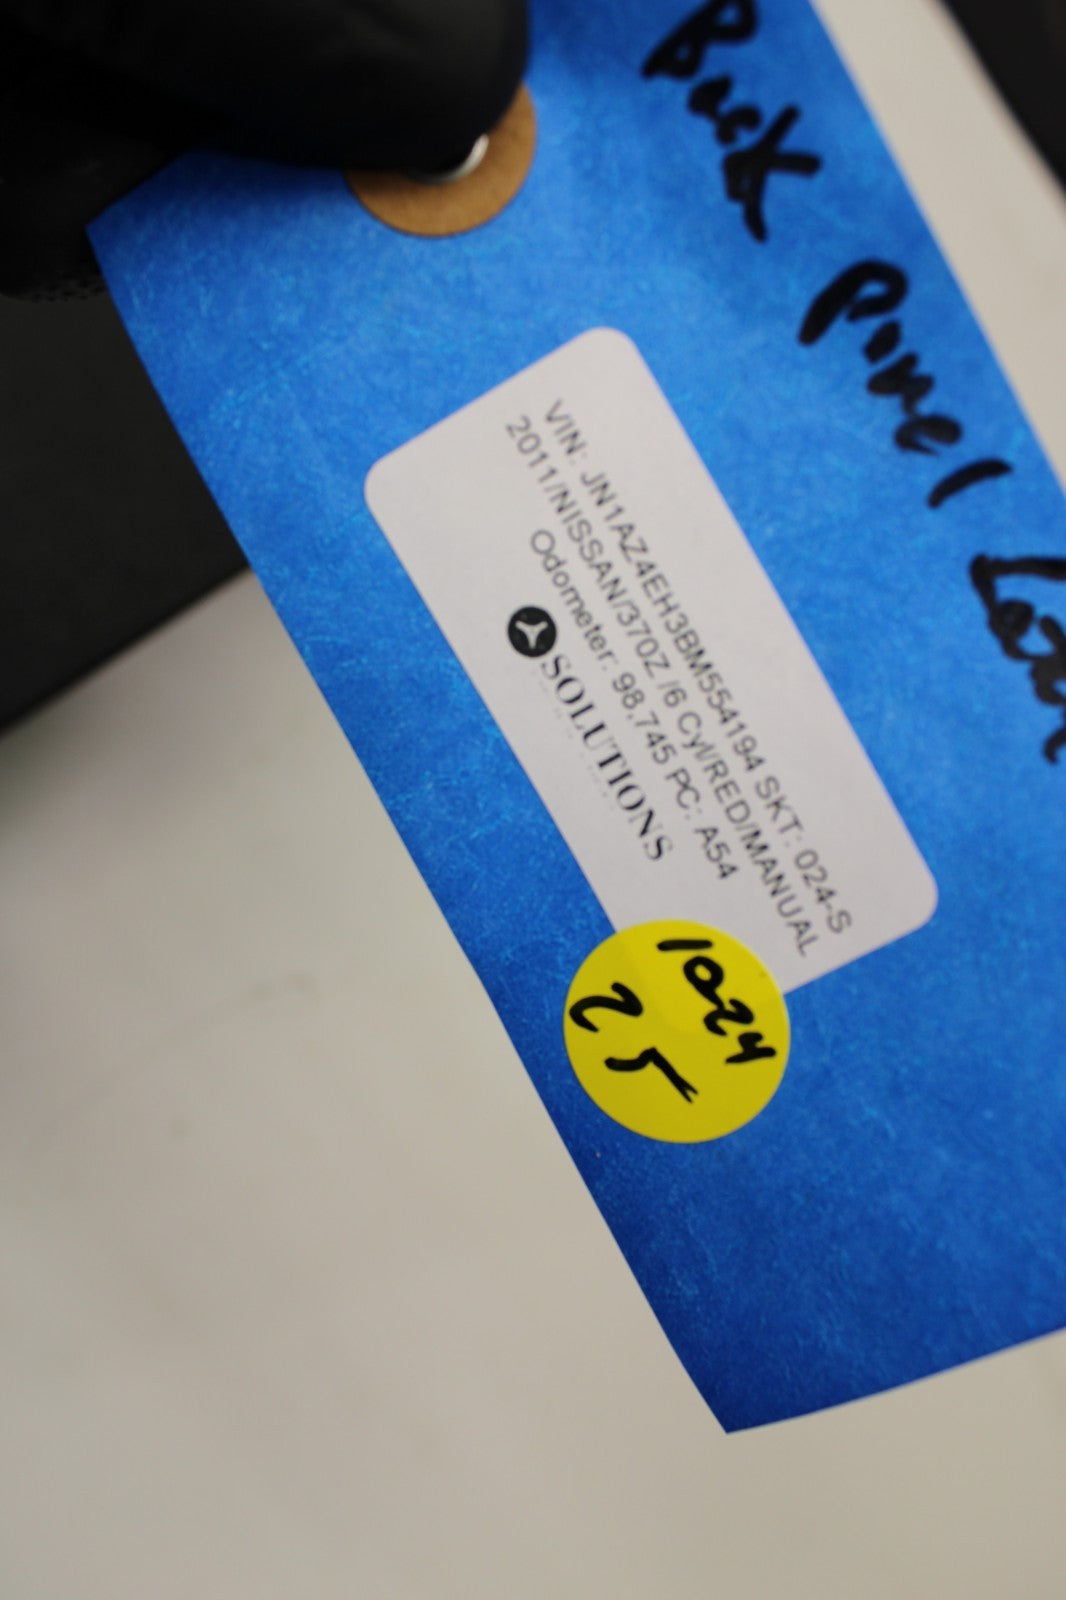 Back panel
VIN: JN1AZ4EH3BM554194 SKT: 024-S
2011/NISSAN/370Z /6 Cyl/RED/MANUAL
Odometer: 98,745 PC: A54
SOLUTIONS
1024
25